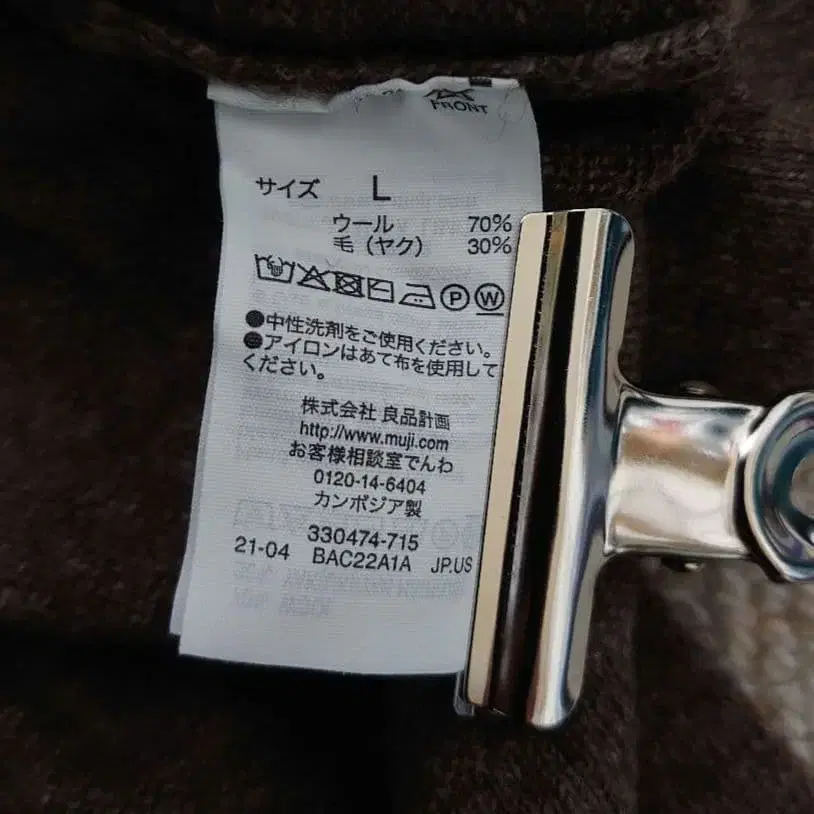 FRONT
サイズ L
ウール 70%
毛(ヤク) 30%
P W
●中性洗剤をご使用ください。
●アイロンはあて布を使用して
ください。
株式会社 良品計画
http://www.muji.com
お客様相談室でんわ
0120-14-6404
カンボジア製
330474-715
21-04 BAC22A1A JP.US